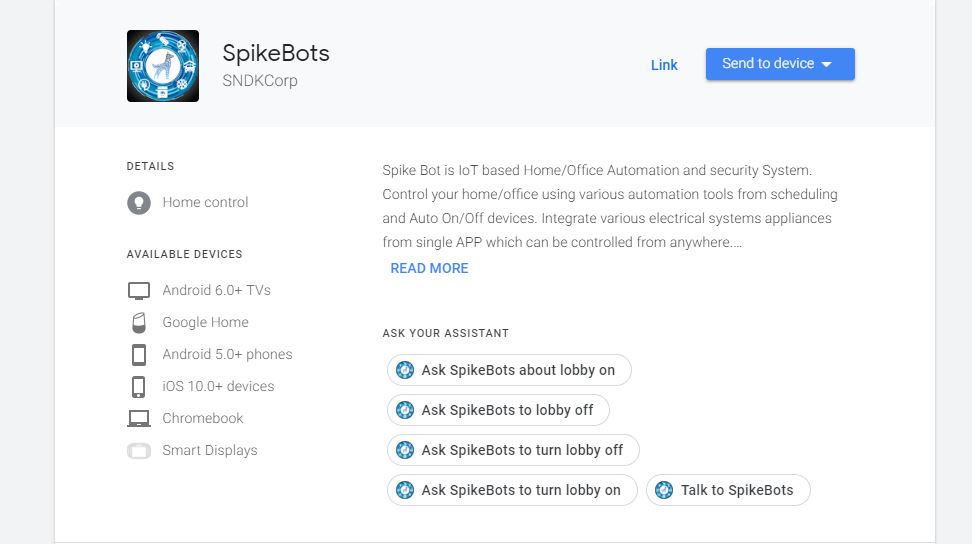 SpikeBots
SNDKCorp
Link
Send to device
DETAILS
Home control
AVAILABLE DEVICES
Android 6.0+ TVs
Google Home
Android 5.0+ phones
iOS 10.0+ devices
Chromebook
Smart Displays
Spike Bot is IoT based Home/Office Automation and security System.
Control your home/office using various automation tools from scheduling
and Auto On/Off devices. Integrate various electrical systems appliances
from single APP which can be controlled from anywhere....
READ MORE
ASK YOUR ASSISTANT
Ask SpikeBots about lobby on
Ask SpikeBots to lobby off
Ask SpikeBots to turn lobby off
Ask SpikeBots to turn lobby on
Talk to SpikeBots